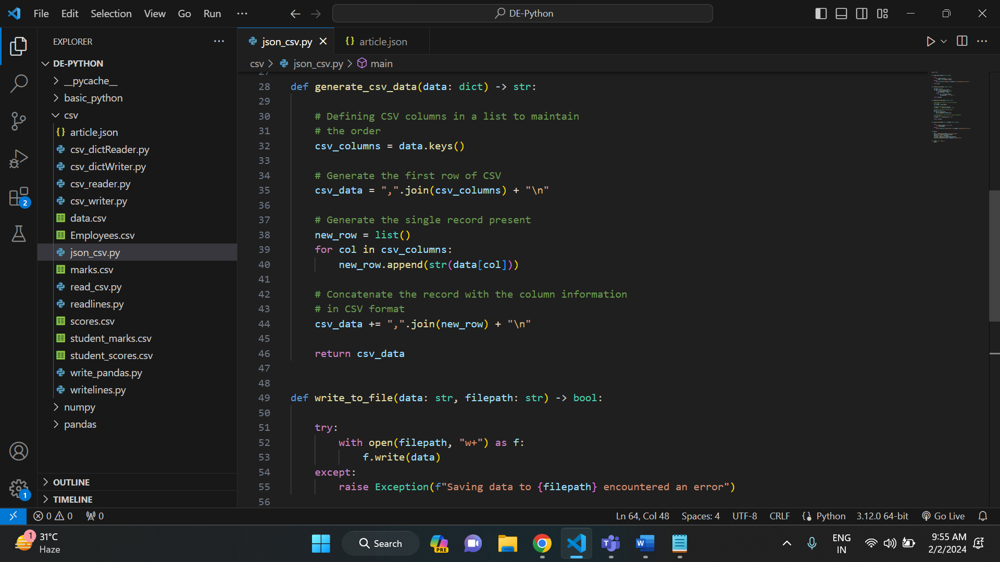 File Edit Selection View Go Run ··· DE-Python
EXPLORER ···
json_csv.py
{} article.json
csv > json_csv.py > main
DE-PYTHON
__pycache__
basic_python
csv
{} article.json
csv_dictReader.py
csv_dictWriter.py
csv_reader.py
csv_writer.py
data.csv
Employees.csv
json_csv.py
marks.csv
read_csv.py
readlines.py
scores.csv
student_marks.csv
student_scores.csv
write_pandas.py
writelines.py
numpy
pandas
OUTLINE
TIMELINE
2
1
27
28 def generate_csv_data(data: dict) -> str:
29
30 # Defining CSV columns in a list to maintain
31 # the order
32 csv_columns = data.keys()
33
34 # Generate the first row of CSV
35 csv_data = ",".join(csv_columns) + "\n"
36
37 # Generate the single record present
38 new_row = list()
39 for col in csv_columns:
40 new_row.append(str(data[col]))
41
42 # Concatenate the record with the column information
43 # in CSV format
44 csv_data += ",".join(new_row) + "\n"
45
46 return csv_data
47
48
49 def write_to_file(data: str, filepath: str) -> bool:
50
51 try:
52 with open(filepath, "w+") as f:
53 f.write(data)
54 except:
55 raise Exception(f"Saving data to {filepath} encountered an error")
56
0 0 0 Ln 64, Col 48 Spaces: 4 UTF-8 CRLF {} Python 3.12.0 64-bit Go Live
1 31°C
Haze
Search
PRE
ENG
IN
9:55 AM
2/2/2024